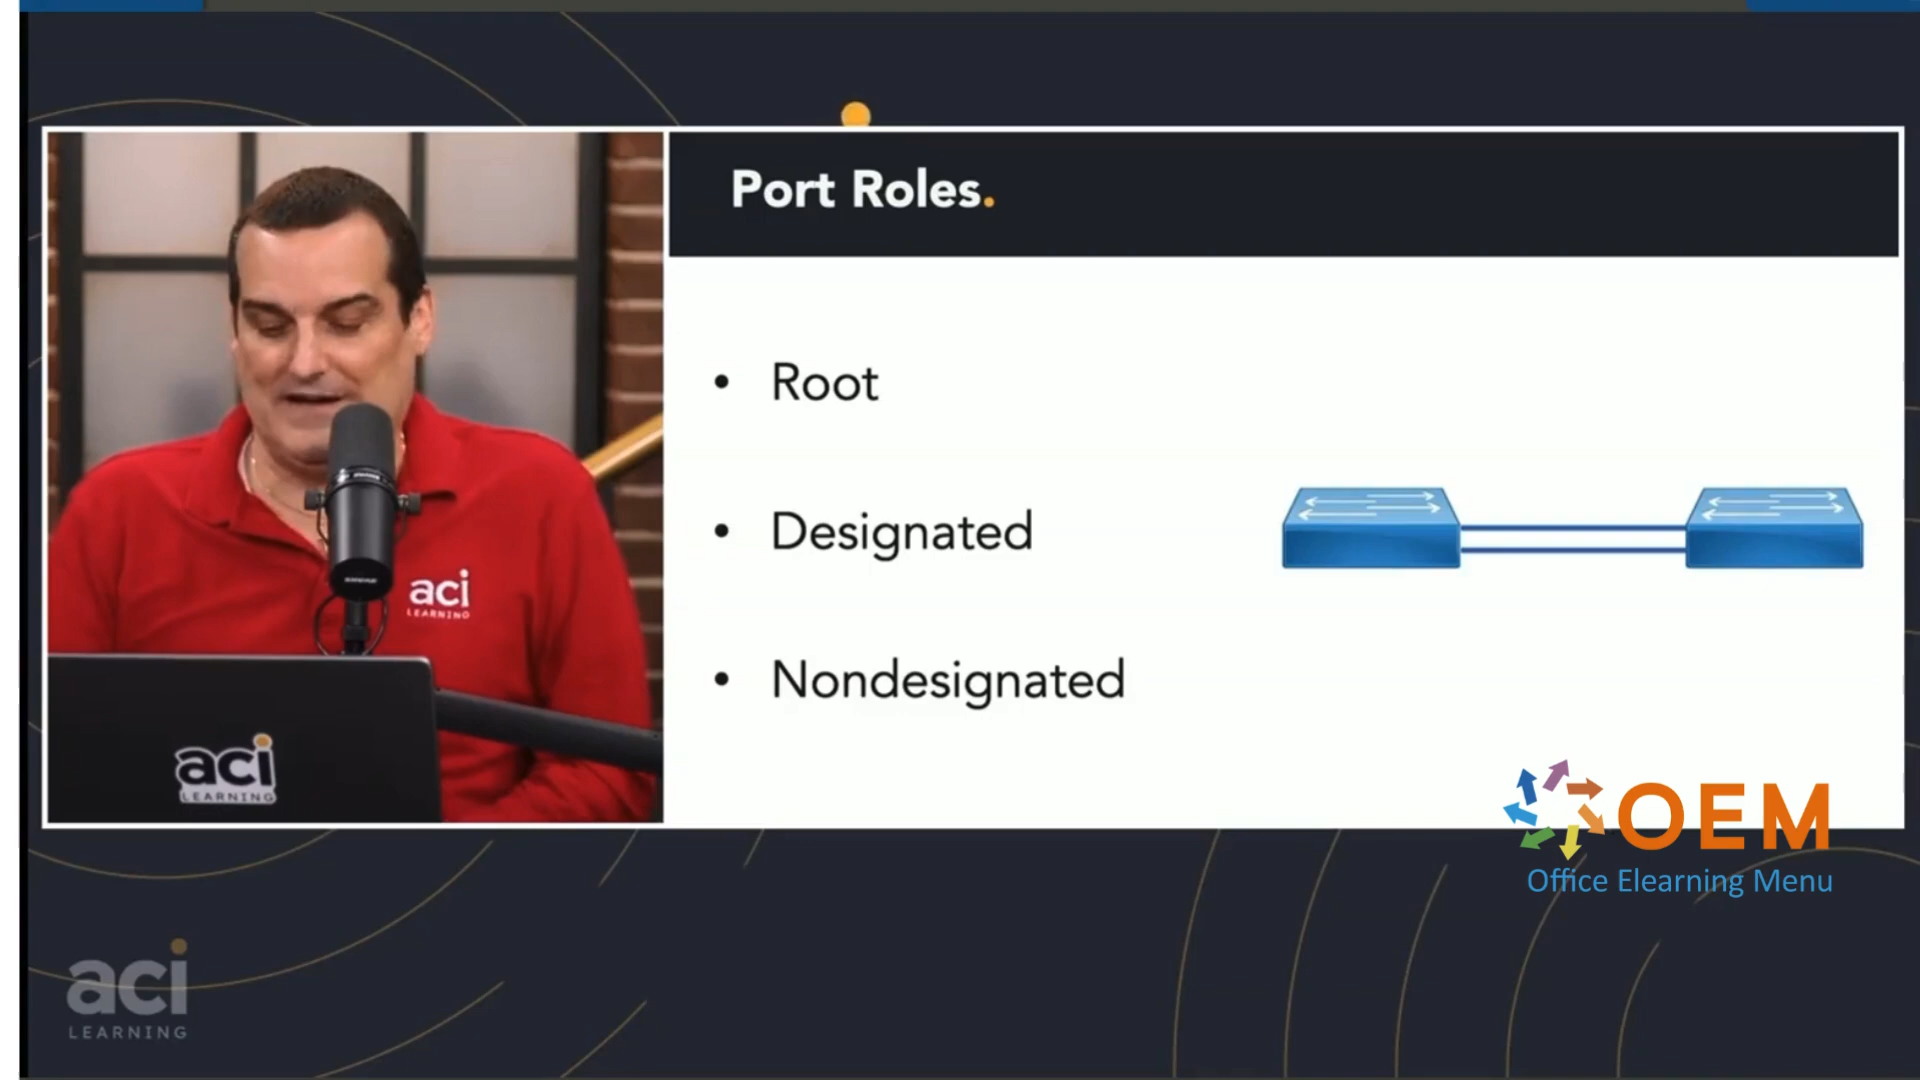 Port Roles.
• Root
• Designated
• Nondesignated
aci
LEARNING
aci
LEARNING
OEM
Office Elearning Menu
aci
LEARNING